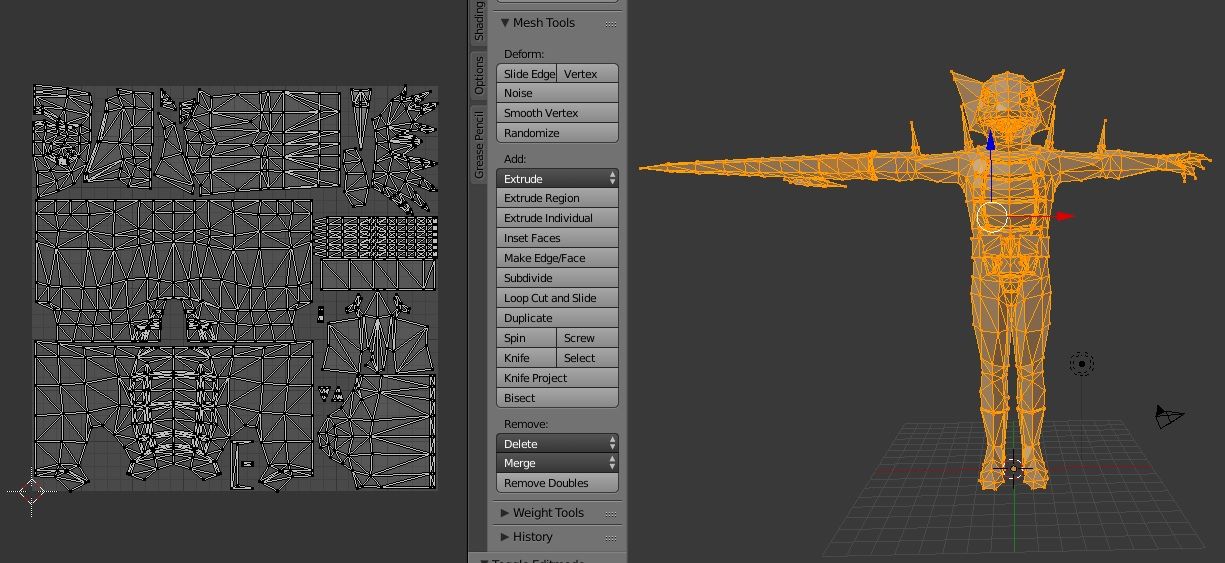 Shading
Options
Grease Pencil
Mesh Tools
Deform:
Slide Edge Vertex
Noise
Smooth Vertex
Randomize
Add:
Extrude
Extrude Region
Extrude Individual
Inset Faces
Make Edge/Face
Subdivide
Loop Cut and Slide
Duplicate
Spin Screw
Knife Select
Knife Project
Bisect
Remove:
Delete
Merge
Remove Doubles
Weight Tools
History
Toggle Editmode